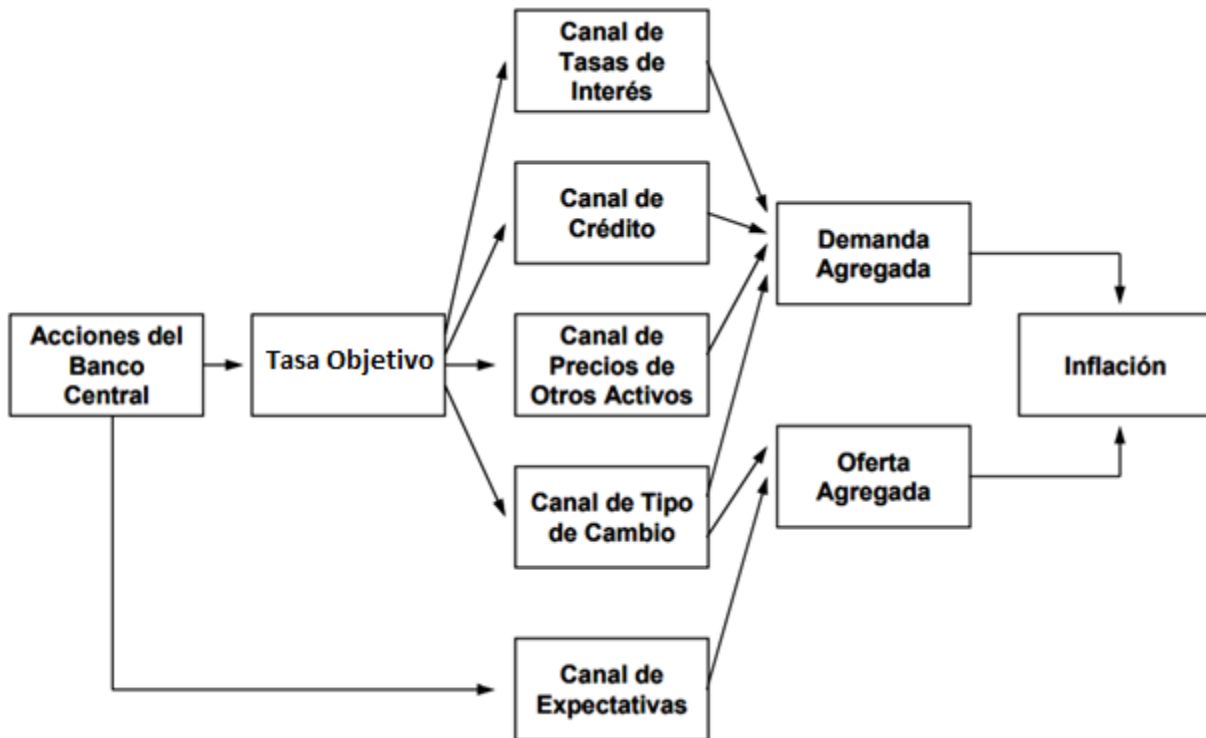 Canal de
Tasas de
Interés
Canal de
Crédito
Demanda
Agregada
Acciones del
Banco
Central
Tasa Objetivo
Canal de
Precios de
Otros Activos
Inflación
Oferta
Agregada
Canal de Tipo
de Cambio
Canal de
Expectativas